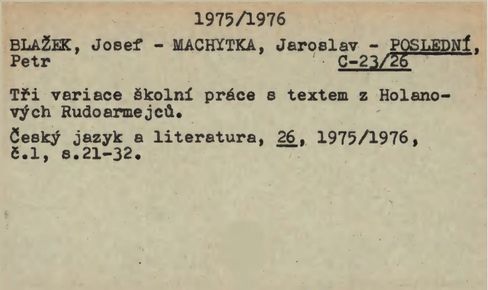 1975/1976
BLAŽEK, Josef - MACHYTKA, Jaroslav - POSLEDNÍ,
Petr C-23/26
Tři variace školní práce s textem z Holano-
vých Rudoarmejců.
Český jazyk a literatura, 26, 1975/1976,
č.1, s.21-32.